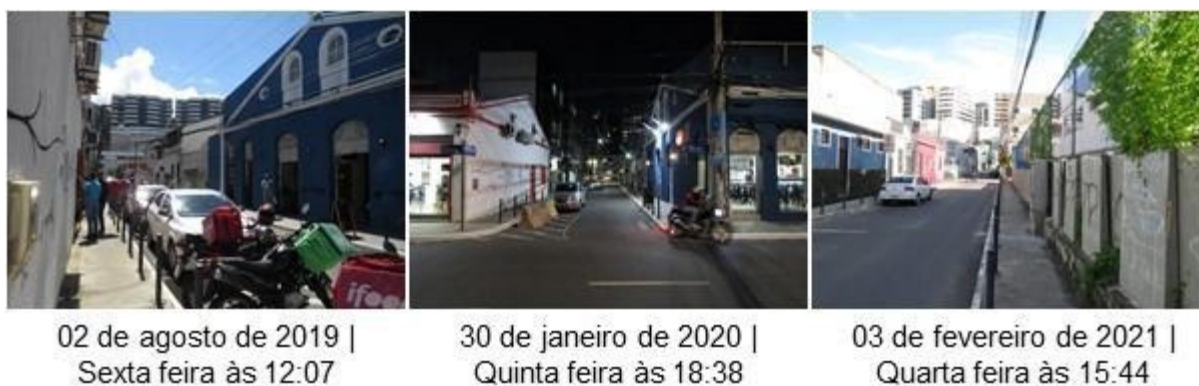 ifoo
02 de agosto de 2019 |
Sexta feira às 12:07
30 de janeiro de 2020 |
Quinta feira às 18:38
03 de fevereiro de 2021 |
Quarta feira às 15:44